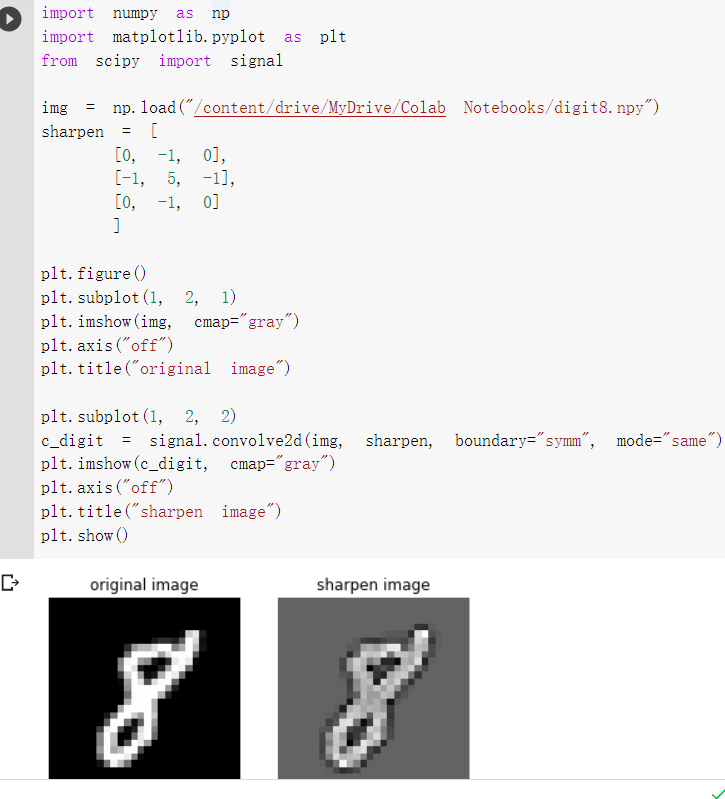 import numpy as np
import matplotlib.pyplot as plt
from scipy import signal
img = np.load("/content/drive/MyDrive/Colab Notebooks/digit8.npy")
sharpen = [
[0, -1, 0],
[-1, 5, -1],
[0, -1, 0]
]
plt.figure()
plt.subplot(1, 2, 1)
plt.imshow(img, cmap="gray")
plt.axis("off")
plt.title("original image")
plt.subplot(1, 2, 2)
c_digit = signal.convolve2d(img, sharpen, boundary="symm", mode="same")
plt.imshow(c_digit, cmap="gray")
plt.axis("off")
plt.title("sharpen image")
plt.show()
original image sharpen image
8 8